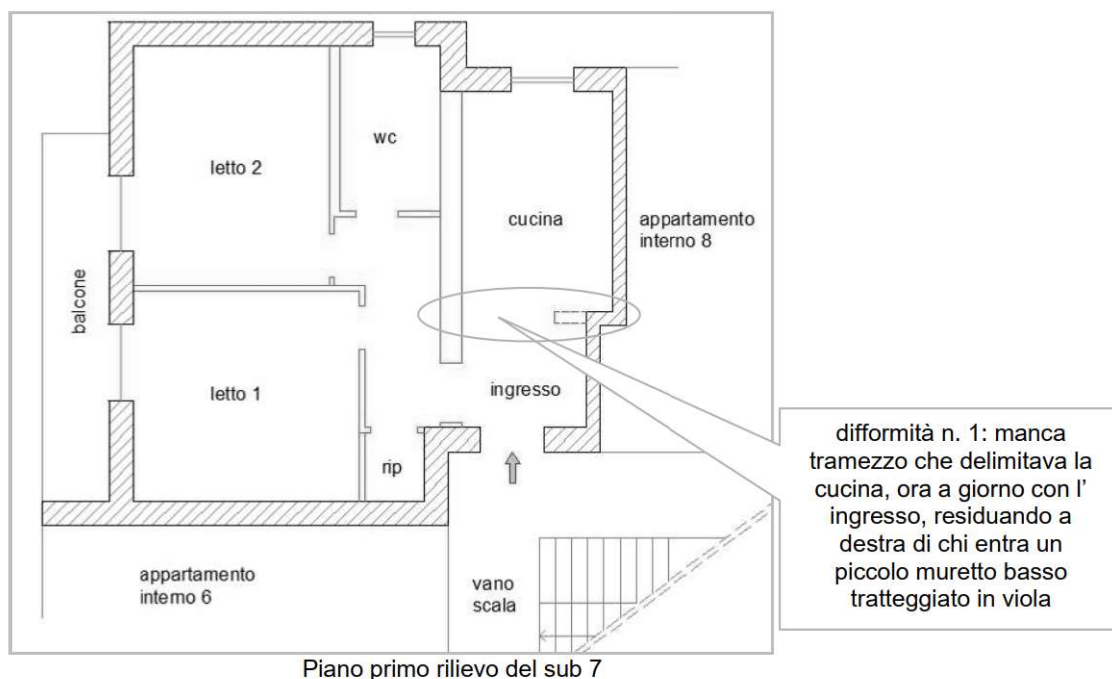 wc
letto 2
cucina
appartamento
interno 8
balcone
letto 1
ingresso
rip
difformità n. 1: manca
tramezzo che delimitava la
cucina, ora a giorno con l'
ingresso, residuando a
destra di chi entra un
piccolo muretto basso
tratteggiato in viola
appartamento
interno 6
vano
scala
Piano primo rilievo del sub 7